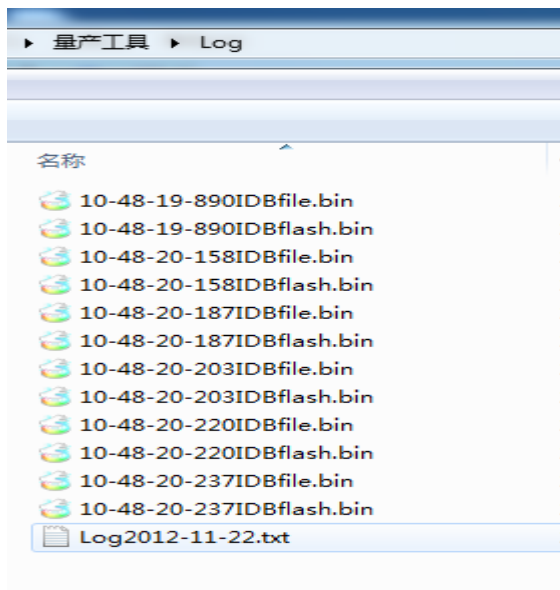 量产工具 Log
名称
10-48-19-890IDBfile.bin
10-48-19-890IDBflash.bin
10-48-20-158IDBfile.bin
10-48-20-158IDBflash.bin
10-48-20-187IDBfile.bin
10-48-20-187IDBflash.bin
10-48-20-203IDBfile.bin
10-48-20-203IDBflash.bin
10-48-20-220IDBfile.bin
10-48-20-220IDBflash.bin
10-48-20-237IDBfile.bin
10-48-20-237IDBflash.bin
Log2012-11-22.txt